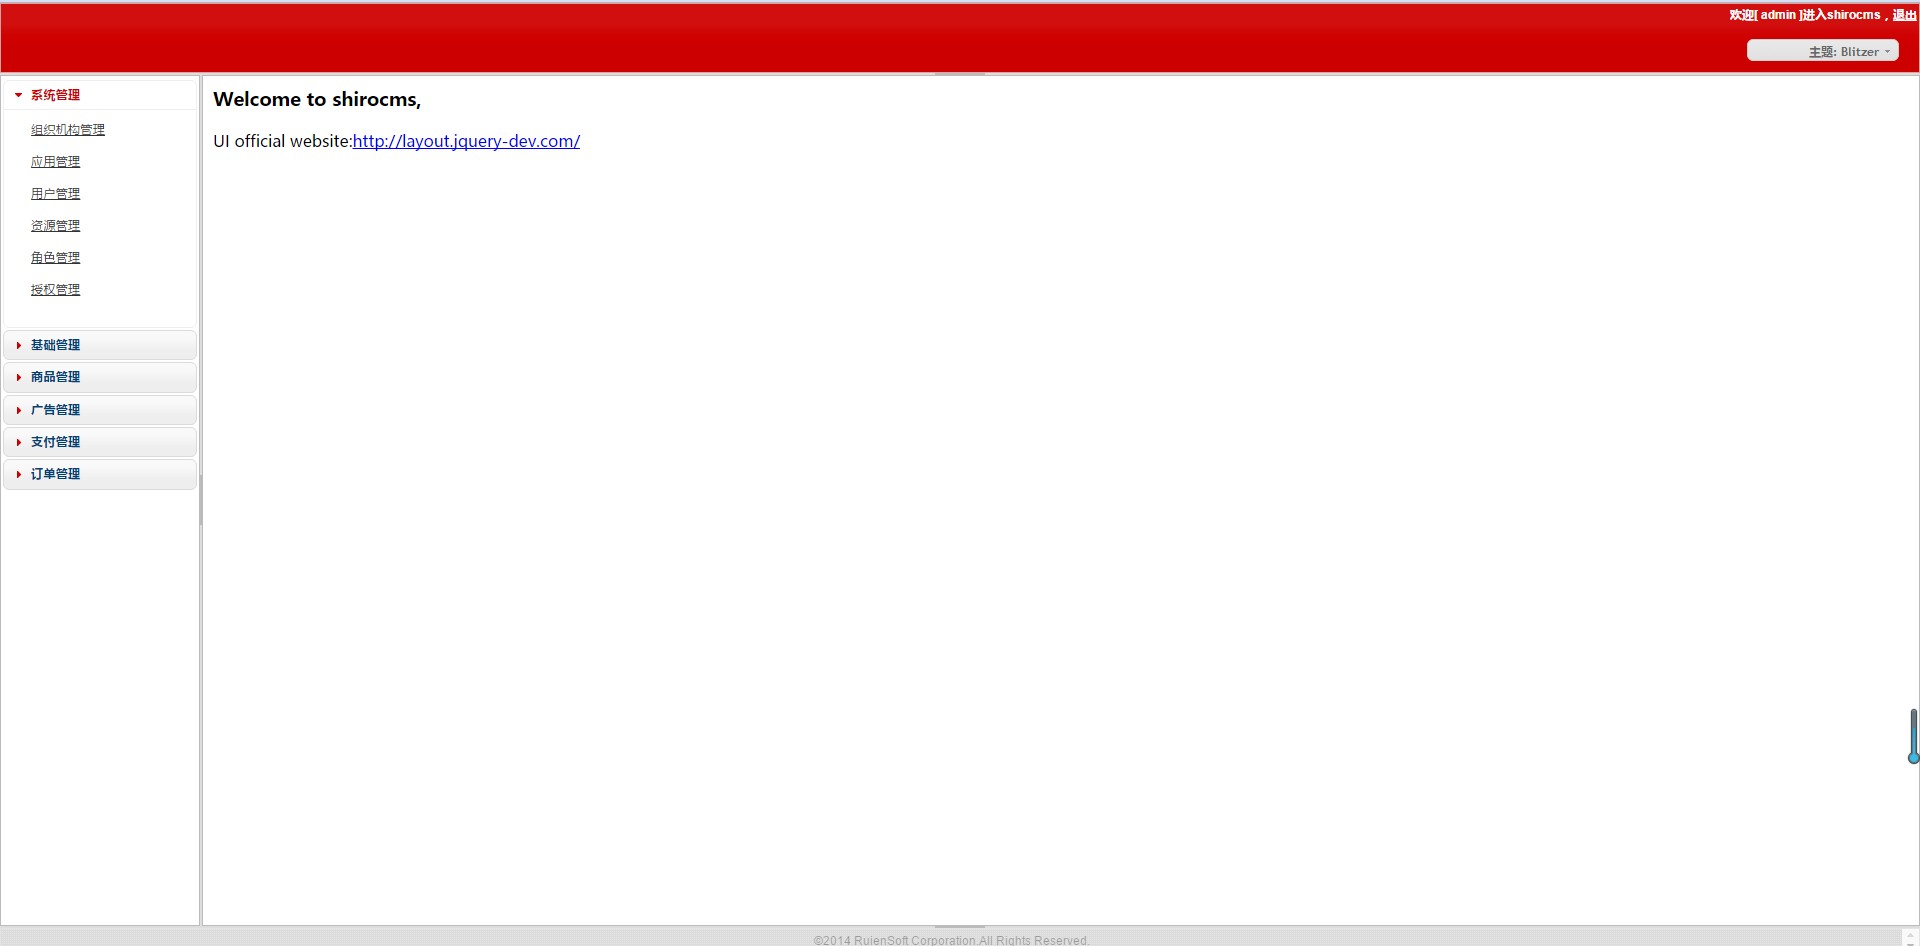 欢迎[ admin ]进入shirocms，退出
主题: Blitzer
系统管理
组织机构管理
应用管理
用户管理
资源管理
角色管理
授权管理
基础管理
商品管理
广告管理
支付管理
订单管理
Welcome to shirocms,
UI official website:http://layout.jquery-dev.com/
©2014 RuienSoft Corporation.All Rights Reserved.